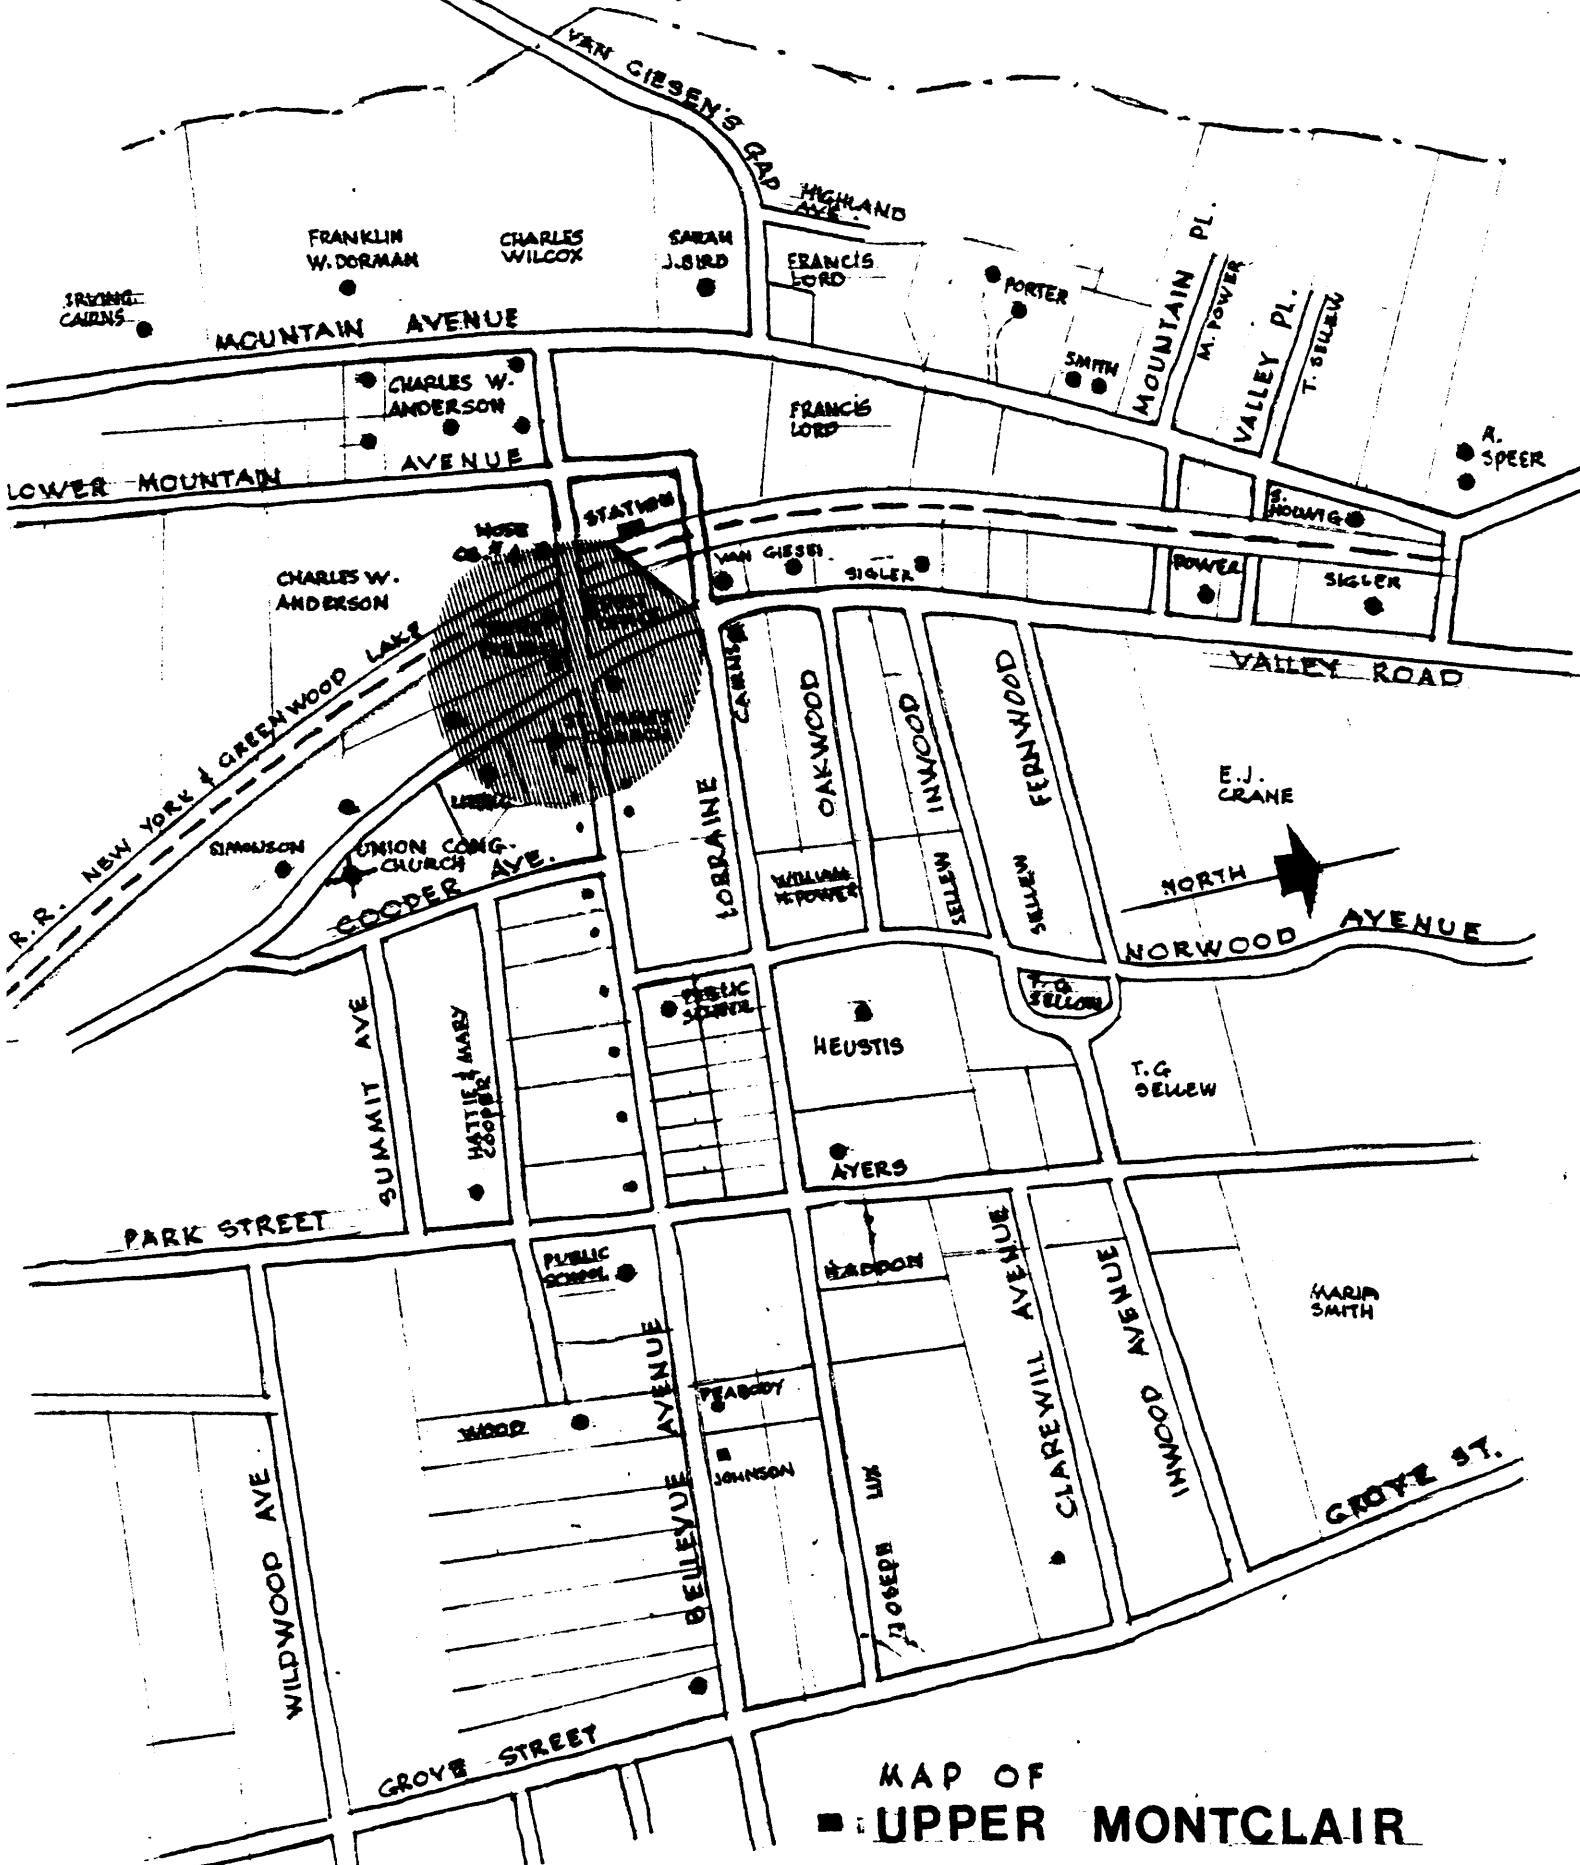 VAN GIESEN'S GAP
HIGHLAND
AVE.
FRANKLIN
W. DORMAN
CHARLES
WILCOX
SARAH
J. BIRD
FRANCIS
LORD
PORTER
IRVING
CAIRNS
MOUNTAIN AVENUE
SMITH
MOUNTAIN PL.
M. POWER
VALLEY PL.
T. SELLEW
CHARLES W.
ANDERSON
FRANCIS
LORD
A.
SPEER
LOWER MOUNTAIN AVENUE
STATION
HOSE
VAN GIESEN
SIGLER
POWER
SIGLER
CHARLES W.
ANDERSON
VALLEY ROAD
R.R. NEW YORK & GREENWOOD LAKE
CAIRNS
OAKWOOD
INWOOD
FERNWOOD
ST. JAMES
CHURCH
E.J.
CRANE
LORRAINE
SIMONSON
UNION CONG.
CHURCH
COOPER AVE.
WILLIAM
H. POWER
SELLEW
SELLEW
NORTH
NORWOOD AVENUE
PUBLIC
SCHOOL
T. G.
SELLEW
HEUSTIS
T. G
SELLEW
SUMMIT AVE
HATTIE & MARY
COOPER
AYERS
PARK STREET
PUBLIC
SCHOOL
HADDON
MARIA
SMITH
PEABODY
WOOD
JOHNSON
BELLEVUE AVENUE
JOSEPH LUX
CLAREWILL AVENUE
INWOOD AVENUE
WILDWOOD AVE
GROVE ST.
GROVE STREET
MAP OF
UPPER MONTCLAIR